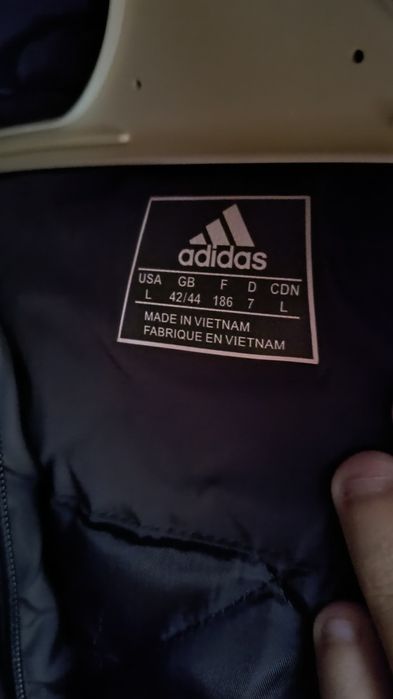 adidas
USA GB F D CDN
L 42/44 186 7 L
MADE IN VIETNAM
FABRIQUE EN VIETNAM